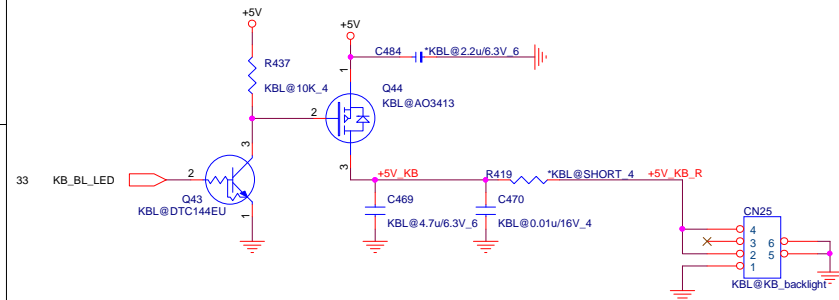 +5V
+5V
C484
*KBL@2.2u/6.3V_6
R437
KBL@10K_4
1
Q44
KBL@AO3413
2
3
3
33
KB_BL_LED
2
+5V_KB
R419
*KBL@SHORT_4
+5V_KB_R
Q43
KBL@DTC144EU
1
C469
KBL@4.7u/6.3V_6
C470
KBL@0.01u/16V_4
CN25
4
3
6
2
5
1
KBL@KB_backlight